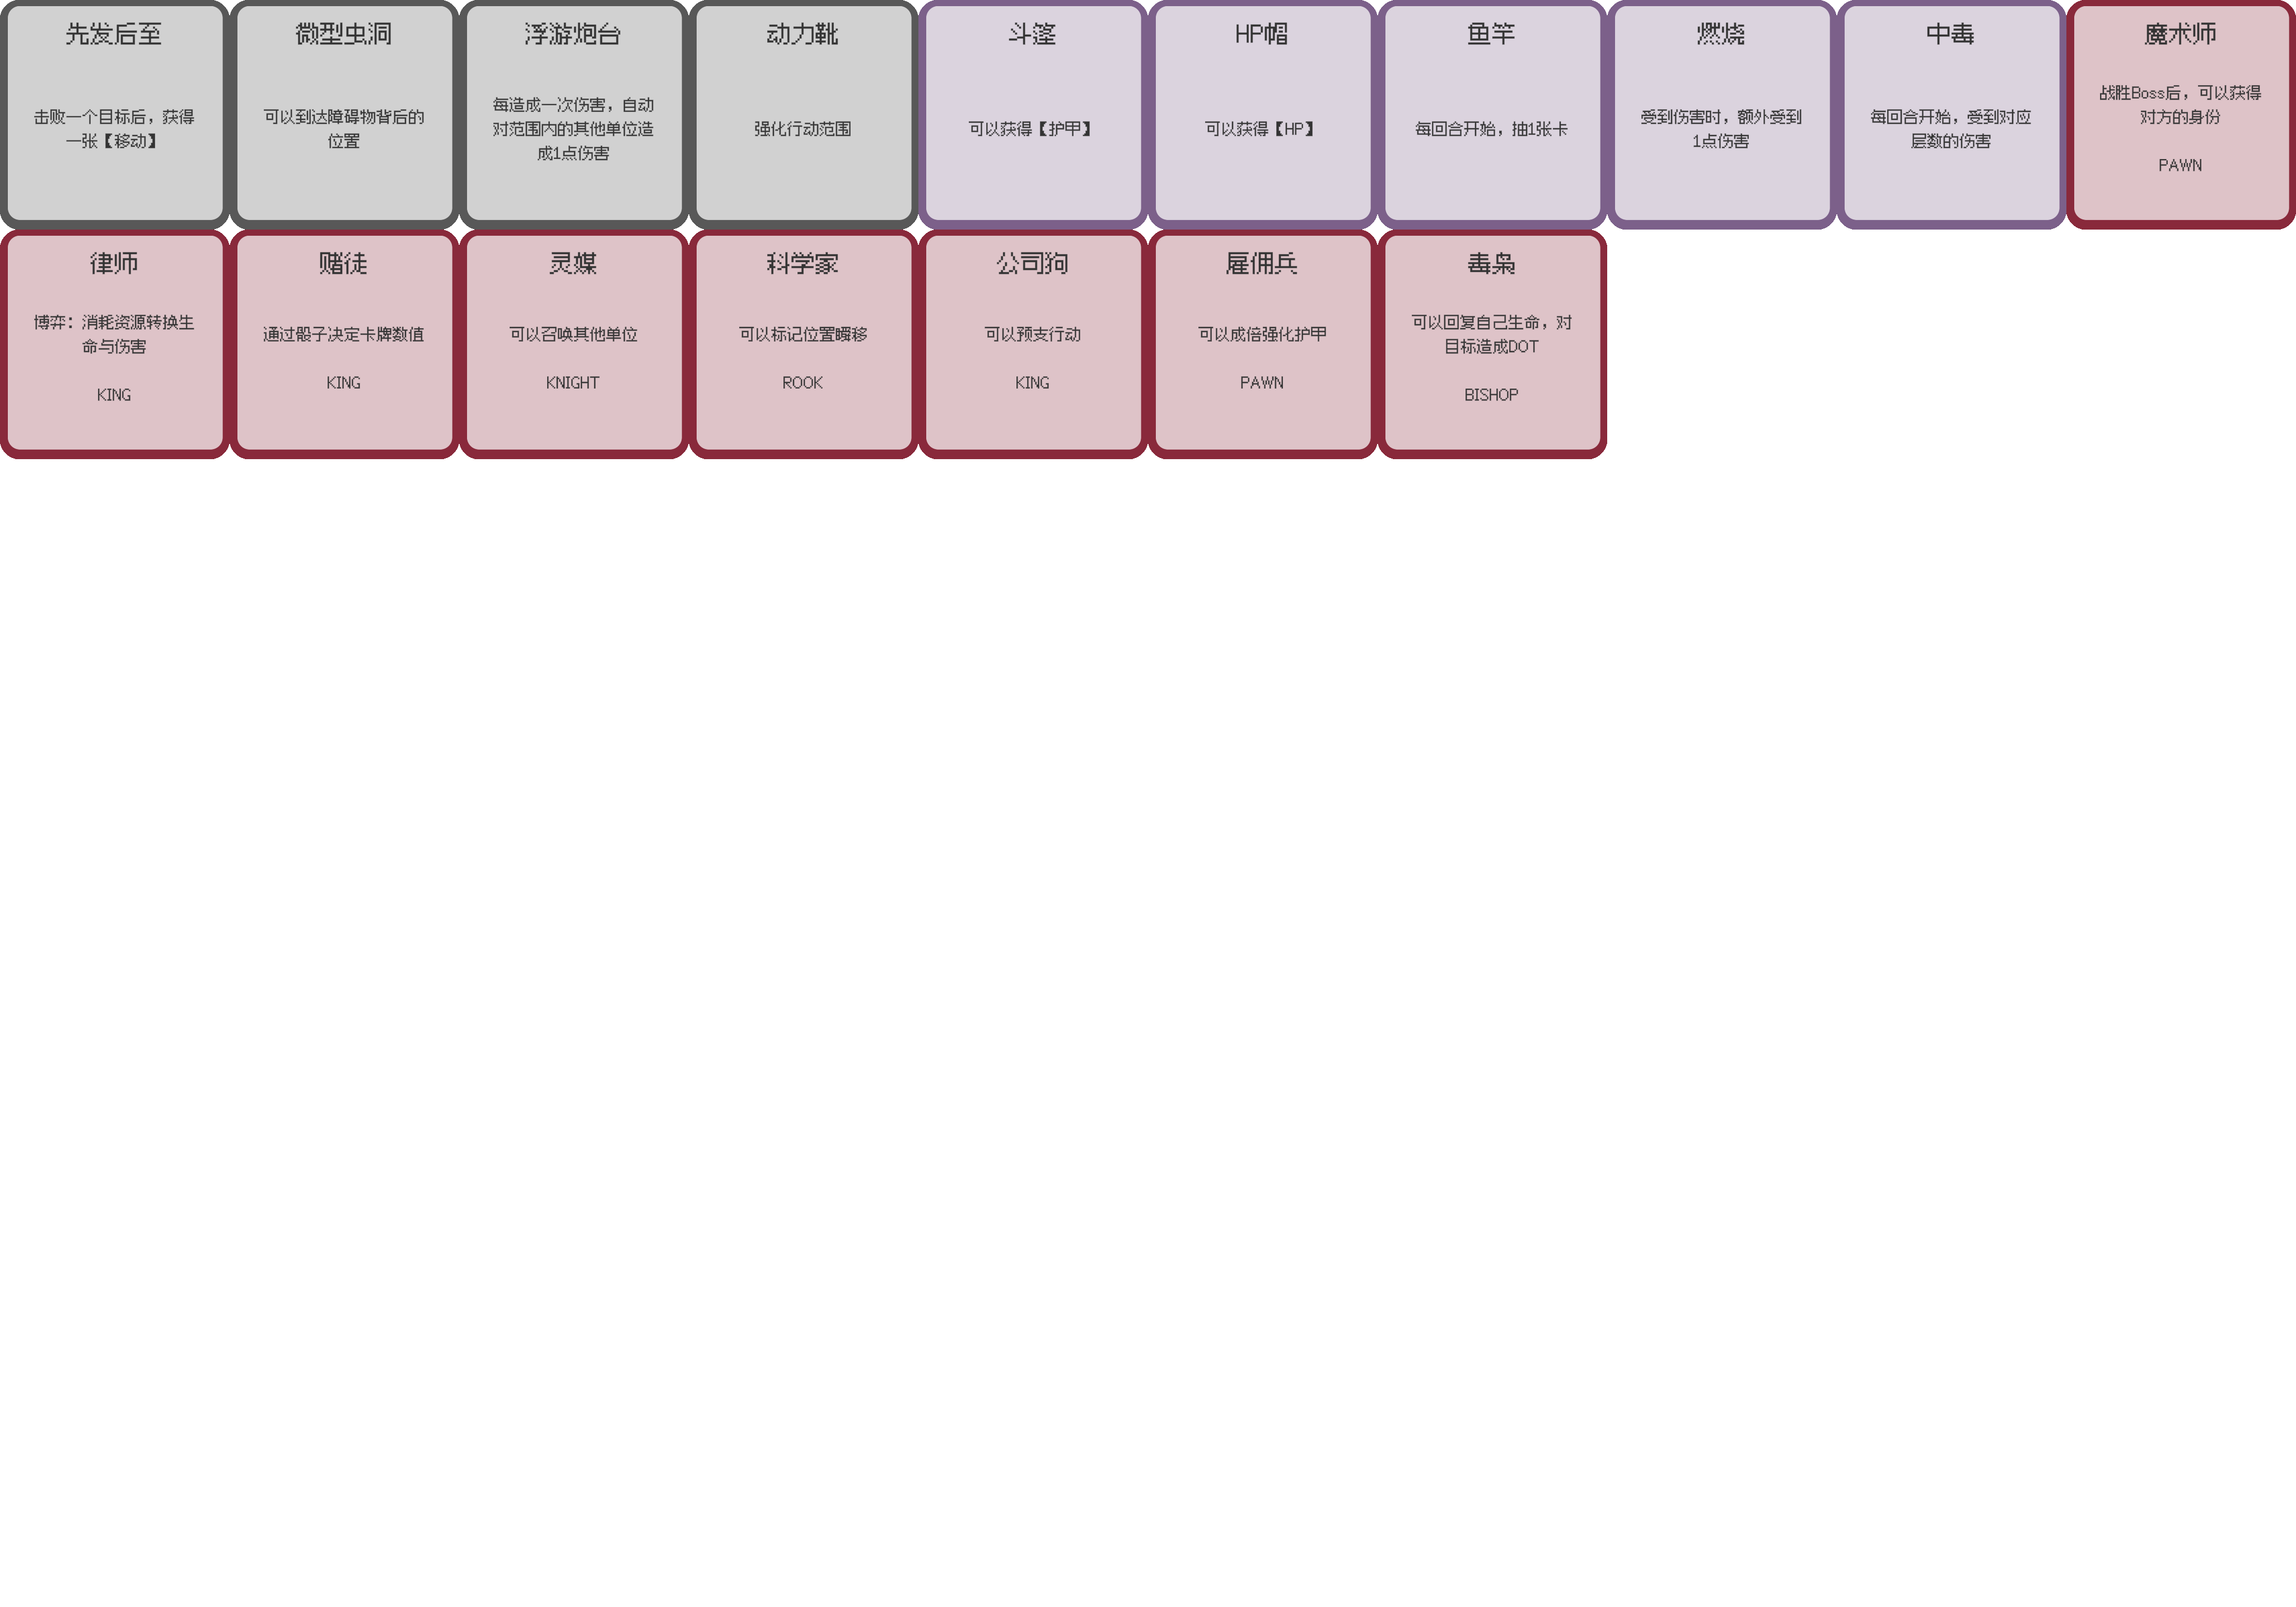 先发后至
击败一个目标后，获得
一张【移动】
微型虫洞
可以到达障碍物背后的
位置
浮游炮台
每造成一次伤害，自动
对范围内的其他单位造
成1点伤害
动力靴
强化行动范围
斗篷
可以获得【护甲】
HP帽
可以获得【HP】
鱼竿
每回合开始，抽1张卡
燃烧
受到伤害时，额外受到
1点伤害
中毒
每回合开始，受到对应
层数的伤害
魔术师
战胜Boss后，可以获得
对方的身份
PAWN
律师
博弈：消耗资源转换生
命与伤害
KING
赌徒
通过骰子决定卡牌数值
KING
灵媒
可以召唤其他单位
KNIGHT
科学家
可以标记位置瞬移
ROOK
公司狗
可以预支行动
KING
雇佣兵
可以成倍强化护甲
PAWN
毒枭
可以回复自己生命，对
目标造成DOT
BISHOP